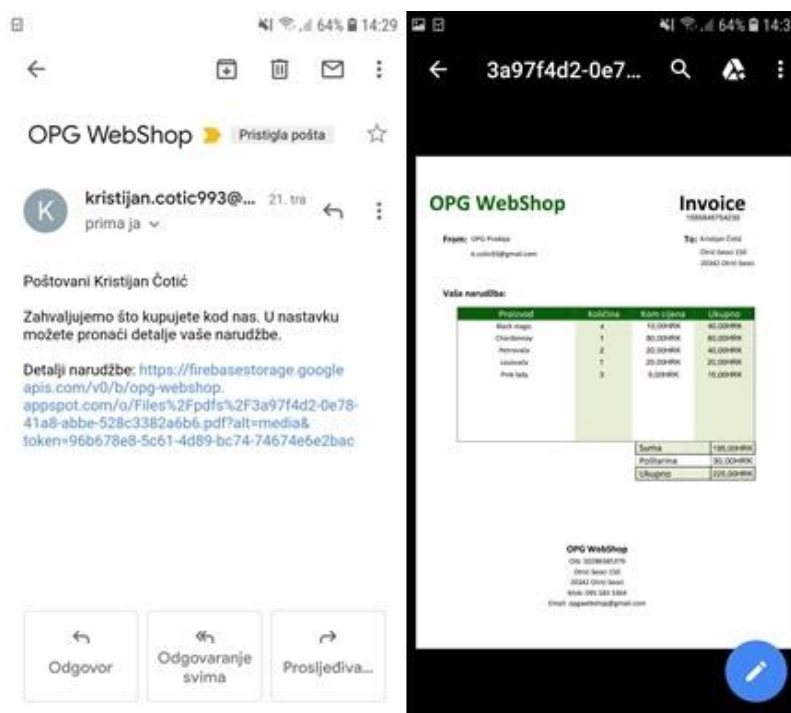 64% 14:29
OPG WebShop Pristigla pošta
K
kristijan.cotic993@... 21. tra
prima ja
Poštovani Kristijan Čotić
Zahvaljujemo što kupujete kod nas. U nastavku
možete pronaći detalje vaše narudžbe.
Detalji narudžbe: https://firebasestorage.google
apis.com/v0/b/opg-webshop.
appspot.com/o/Files%2Fpdfs%2F3a97f4d2-0e78-
41a8-abbe-528c3382a6b6.pdf?alt=media&
token=96b678e8-5c61-4d89-bc74-74674e6e2bac
Odgovor
Odgovaranje
svima
Prosljeđiva...
64% 14:3
3a97f4d2-0e7...
OPG WebShop
Invoice
From: OPG
To: Kristijan Čotić
Vaša narudžba:
Proizvod Količina Kom cijena Ukupno
Black magic 4 10,00HRK 40,00HRK
Chardonnay 1 80,00HRK 80,00HRK
2 20,00HRK 40,00HRK
1 20,00HRK 20,00HRK
Pink lady 3 15,00HRK
Suma 195,00HRK
Poštarina 30,00HRK
Ukupno 225,00HRK
OPG WebShop